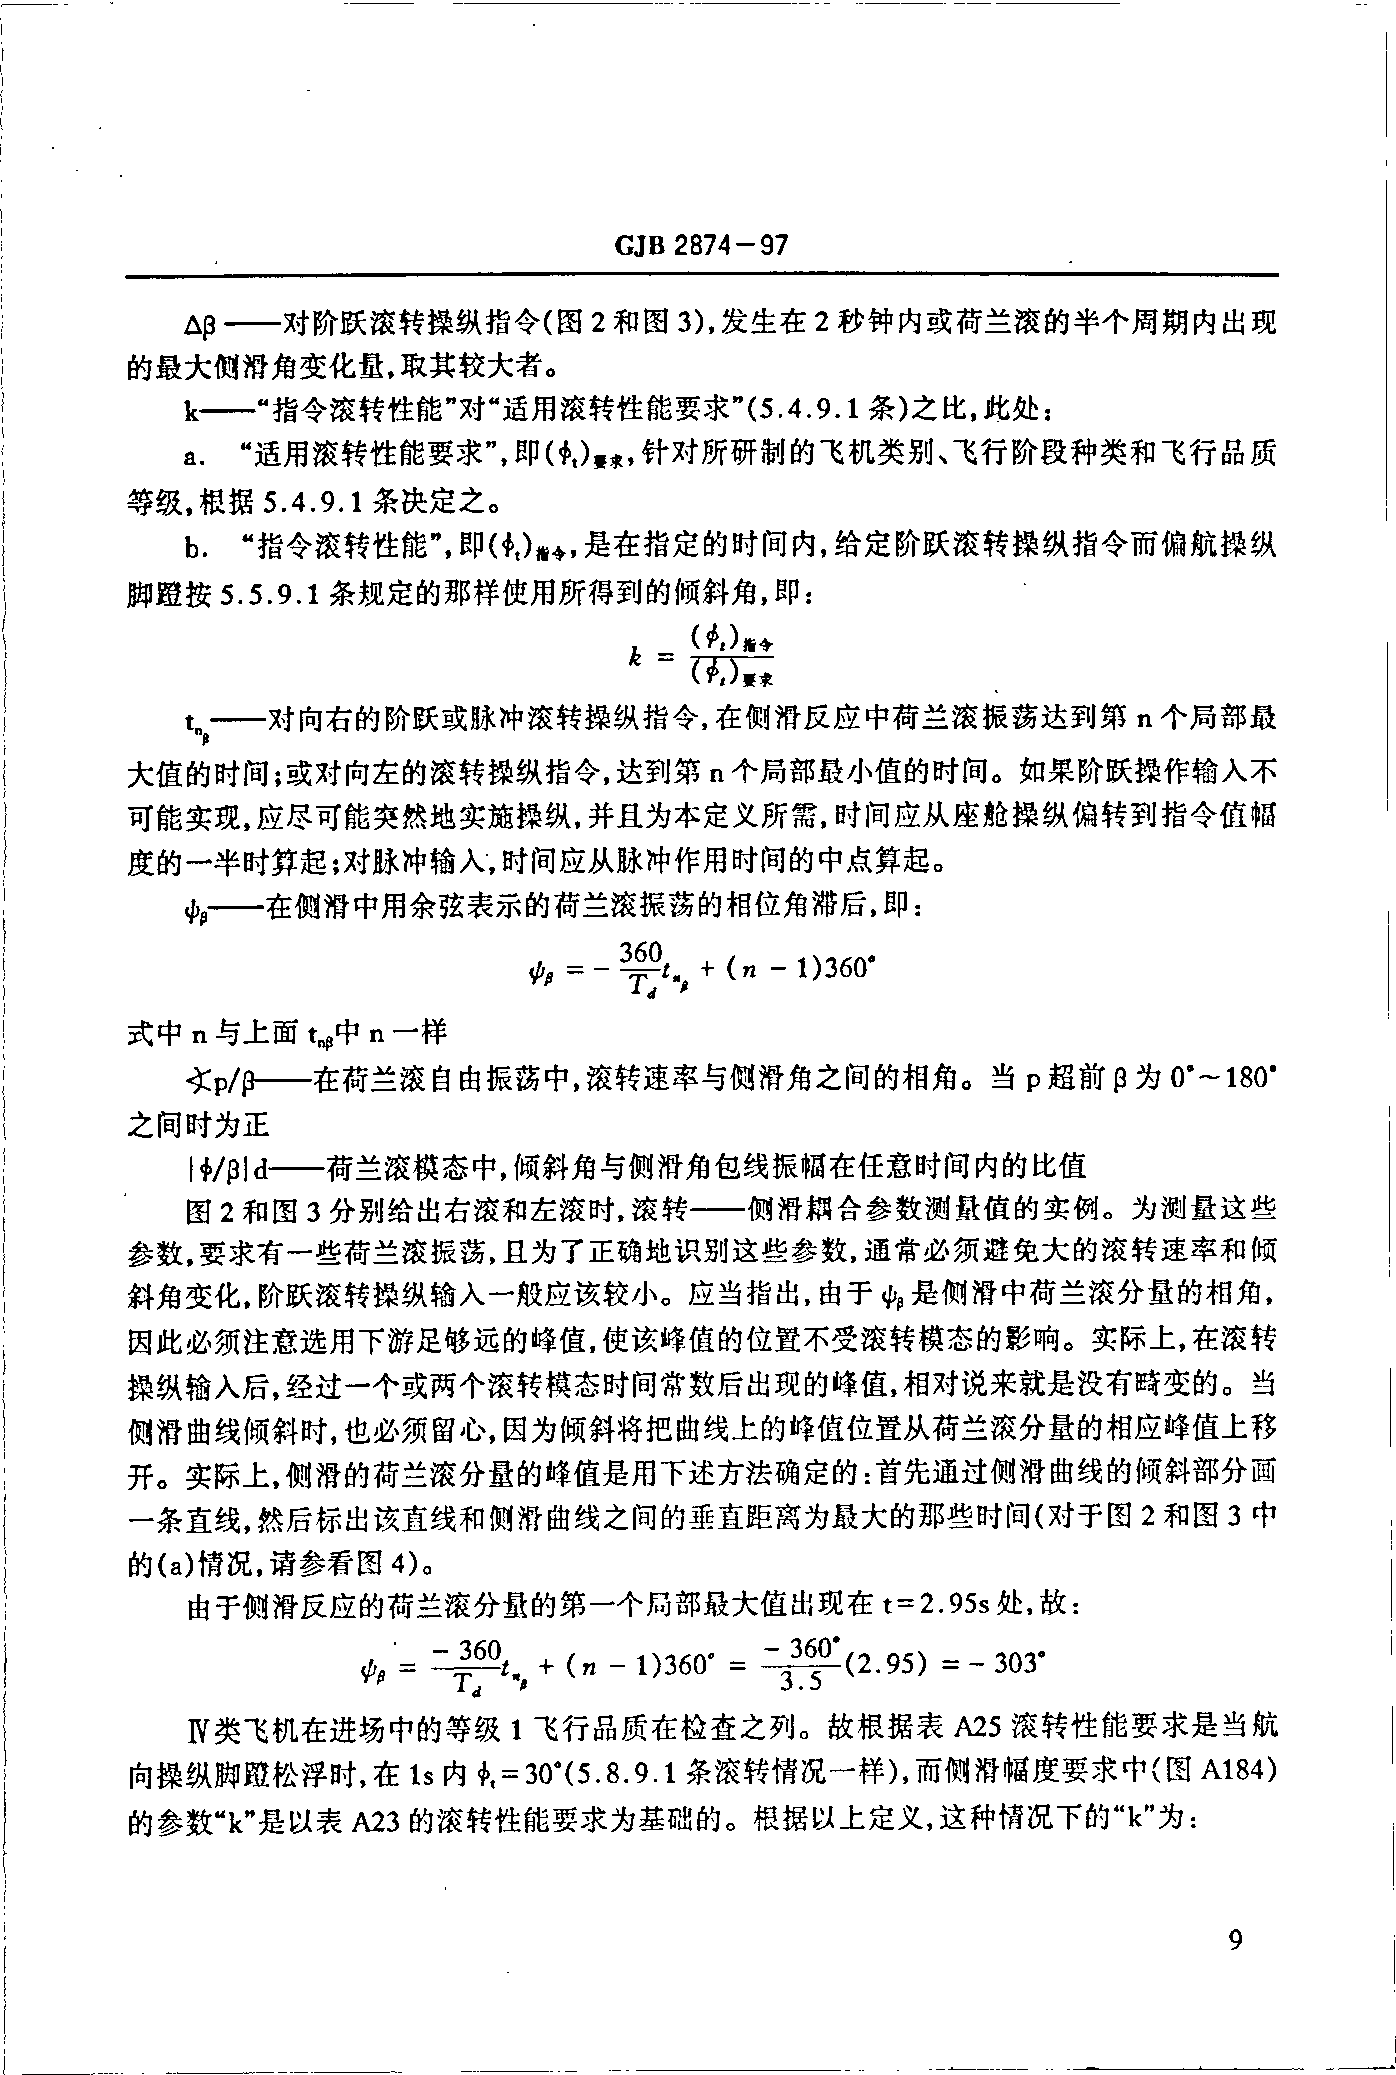 GJB 2874－97
Δβ——对阶跃滚转操纵指令(图2和图3),发生在2秒钟内或荷兰滚的半个周期内出现
的最大侧滑角变化量,取其较大者。
k——“指令滚转性能”对“适用滚转性能要求”(5.4.9.1条)之比,此处:
a. “适用滚转性能要求”,即(ϕt)要求,针对所研制的飞机类别、飞行阶段种类和飞行品质
等级,根据5.4.9.1条决定之。
b. “指令滚转性能”,即(ϕt)指令,是在指定的时间内,给定阶跃滚转操纵指令而偏航操纵
脚蹬按5.5.9.1条规定的那样使用所得到的倾斜角,即:
k = (ϕt)指令 / (ϕt)要求
tnβ——对向右的阶跃或脉冲滚转操纵指令,在侧滑反应中荷兰滚振荡达到第n个局部最
大值的时间;或对向左的滚转操纵指令,达到第n个局部最小值的时间。如果阶跃操作输入不
可能实现,应尽可能突然地实施操纵,并且为本定义所需,时间应从座舱操纵偏转到指令值幅
度的一半时算起;对脉冲输入,时间应从脉冲作用时间的中点算起。
ψβ——在侧滑中用余弦表示的荷兰滚振荡的相位角滞后,即:
ψβ = － 360/Td tnβ + (n － 1)360°
式中n与上面tnβ中n一样
∢p/β——在荷兰滚自由振荡中,滚转速率与侧滑角之间的相角。当p超前β为0°~180°
之间时为正
|ϕ/β|d——荷兰滚模态中,倾斜角与侧滑角包线振幅在任意时间内的比值
图2和图3分别给出右滚和左滚时,滚转——侧滑耦合参数测量值的实例。为测量这些
参数,要求有一些荷兰滚振荡,且为了正确地识别这些参数,通常必须避免大的滚转速率和倾
斜角变化,阶跃滚转操纵输入一般应该较小。应当指出,由于ψβ是侧滑中荷兰滚分量的相角,
因此必须注意选用下游足够远的峰值,使该峰值的位置不受滚转模态的影响。实际上,在滚转
操纵输入后,经过一个或两个滚转模态时间常数后出现的峰值,相对说来就是没有畸变的。当
侧滑曲线倾斜时,也必须留心,因为倾斜将把曲线上的峰值位置从荷兰滚分量的相应峰值上移
开。实际上,侧滑的荷兰滚分量的峰值是用下述方法确定的:首先通过侧滑曲线的倾斜部分画
一条直线,然后标出该直线和侧滑曲线之间的垂直距离为最大的那些时间(对于图2和图3中
的(a)情况,请参看图4)。
由于侧滑反应的荷兰滚分量的第一个局部最大值出现在t=2.95s处,故:
ψβ = －360/Td tnβ + (n － 1)360° = －360°/3.5 (2.95) = － 303°
Ⅳ类飞机在进场中的等级1飞行品质在检查之列。故根据表A25滚转性能要求是当航
向操纵脚蹬松浮时,在1s内ϕt=30°(5.8.9.1条滚转情况一样),而侧滑幅度要求中(图A184)
的参数“k”是以表A23的滚转性能要求为基础的。根据以上定义,这种情况下的“k”为:
9